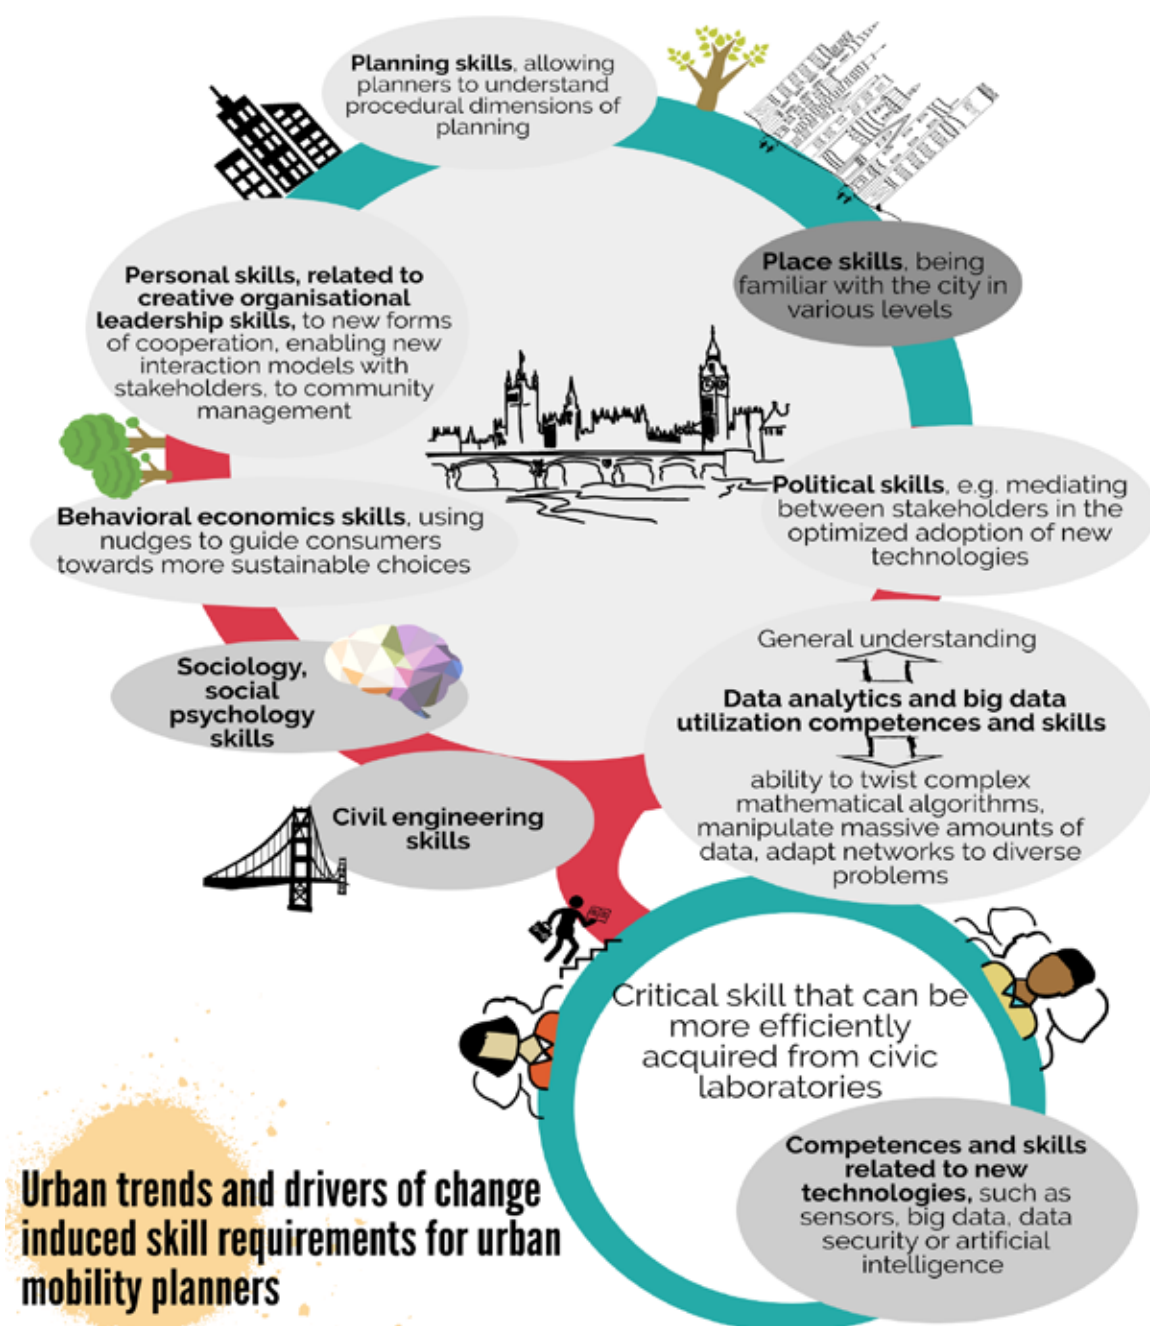 Planning skills, allowing
planners to understand
procedural dimensions of
planning
Personal skills, related to
creative organisational
leadership skills, to new forms
of cooperation, enabling new
interaction models with
stakeholders, to community
management
Place skills, being
familiar with the city in
various levels
Behavioral economics skills, using
nudges to guide consumers
towards more sustainable choices
Political skills, e.g. mediating
between stakeholders in the
optimized adoption of new
technologies
Sociology,
social
psychology
skills
General understanding
Data analytics and big data
utilization competences and skills
ability to twist complex
mathematical algorithms,
manipulate massive amounts of
data, adapt networks to diverse
problems
Civil engineering
skills
Critical skill that can be
more efficiently
acquired from civic
laboratories
Competences and skills
related to new
technologies, such as
sensors, big data, data
security or artificial
intelligence
Urban trends and drivers of change
induced skill requirements for urban
mobility planners